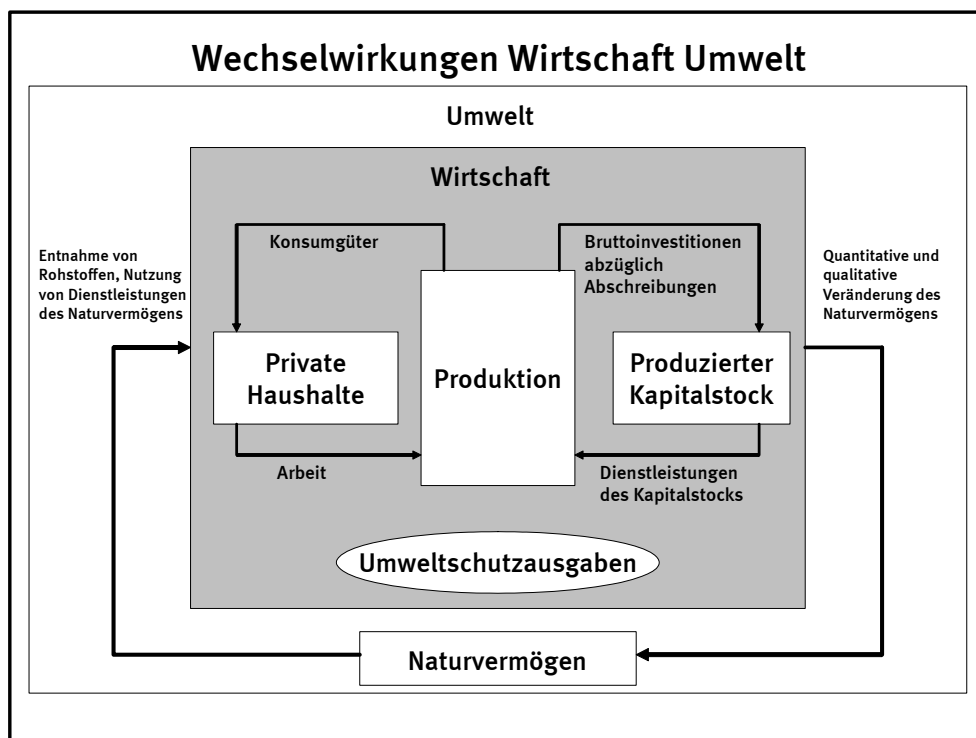 Wechselwirkungen Wirtschaft Umwelt
Umwelt
Wirtschaft
Entnahme von
Rohstoffen, Nutzung
von Dienstleistungen
des Naturvermögens
Konsumgüter
Bruttoinvestitionen
abzüglich
Abschreibungen
Quantitative und
qualitative
Veränderung des
Naturvermögens
Private
Haushalte
Produktion
Produzierter
Kapitalstock
Arbeit
Dienstleistungen
des Kapitalstocks
Umweltschutzausgaben
Naturvermögen